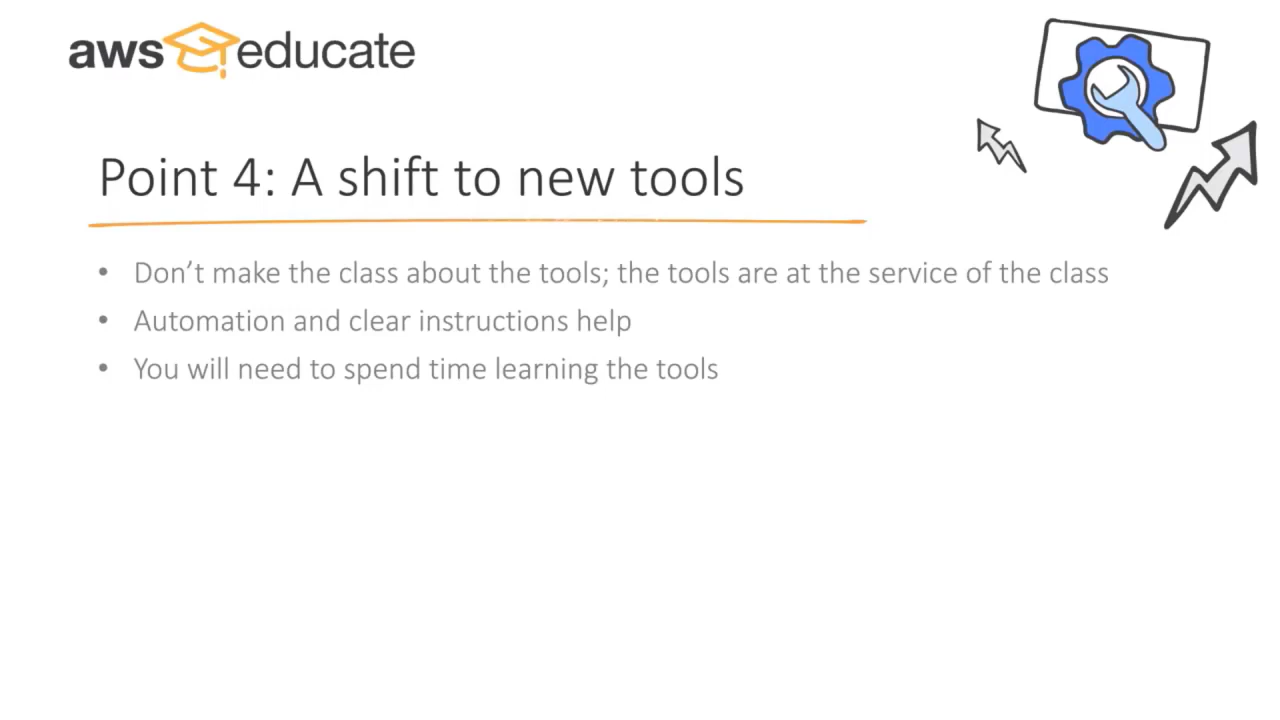 aws educate
Point 4: A shift to new tools
• Don’t make the class about the tools; the tools are at the service of the class
• Automation and clear instructions help
• You will need to spend time learning the tools